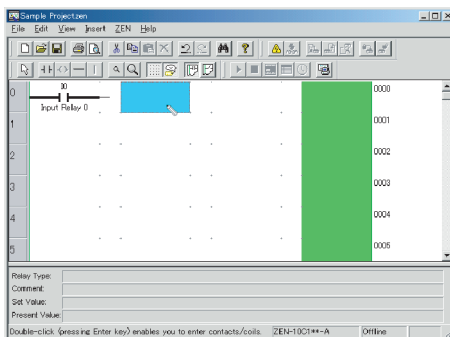 Sample Projectzen
File Edit View Insert ZEN Help
0 I0 0000
Input Relay 0
1 0001
2 0002
3 0003
4 0004
5 0005
Relay Type:
Comment:
Set Value:
Present Value:
Double-click (pressing Enter key) enables you to enter contacts/coils. ZEN-10C1**-A Offline